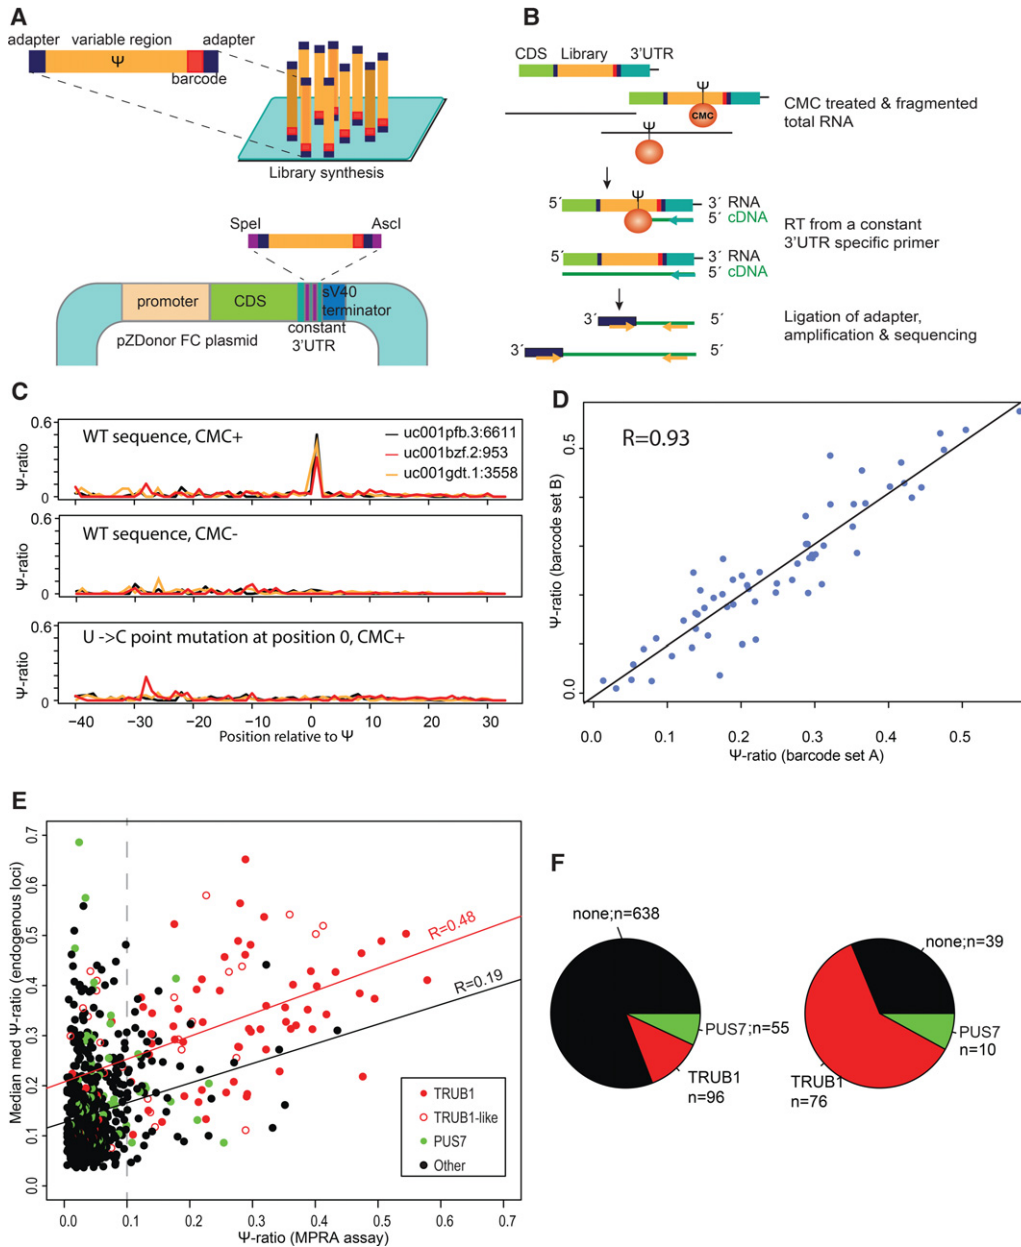 A
adapter
variable region
adapter
Ψ
barcode
Library synthesis
SpeI
AscI
promoter
CDS
sV40
terminator
constant
3'UTR
pZDonor FC plasmid
B
CDS
Library
3'UTR
Ψ
CMC
Ψ
CMC treated & fragmented
total RNA
Ψ
5´
3´ RNA
5´ cDNA
5´
3´ RNA
5´ cDNA
RT from a constant
3'UTR specific primer
3´
5´
3´
5´
Ligation of adapter,
amplification & sequencing
C
0.6
WT sequence, CMC+
uc001pfb.3:6611
uc001bzf.2:953
uc001gdt.1:3558
Ψ-ratio
0
0.6
WT sequence, CMC-
Ψ-ratio
0
0.6
U ->C point mutation at position 0, CMC+
Ψ-ratio
0
−40 −30 −20 −10 0 10 20 30
Position relative to Ψ
D
R=0.93
Ψ-ratio (barcode set B)
0.5
0.0
0.0 0.1 0.2 0.3 0.4 0.5
Ψ-ratio (barcode set A)
E
Median med Ψ-ratio (endogenous loci)
0.7
0.6
0.5
0.4
0.3
0.2
0.1
0.0
R=0.48
R=0.19
TRUB1
TRUB1-like
PUS7
Other
0.0 0.1 0.2 0.3 0.4 0.5 0.6 0.7
Ψ-ratio (MPRA assay)
F
none;n=638
PUS7;n=55
TRUB1
n=96
none;n=39
PUS7
n=10
TRUB1
n=76